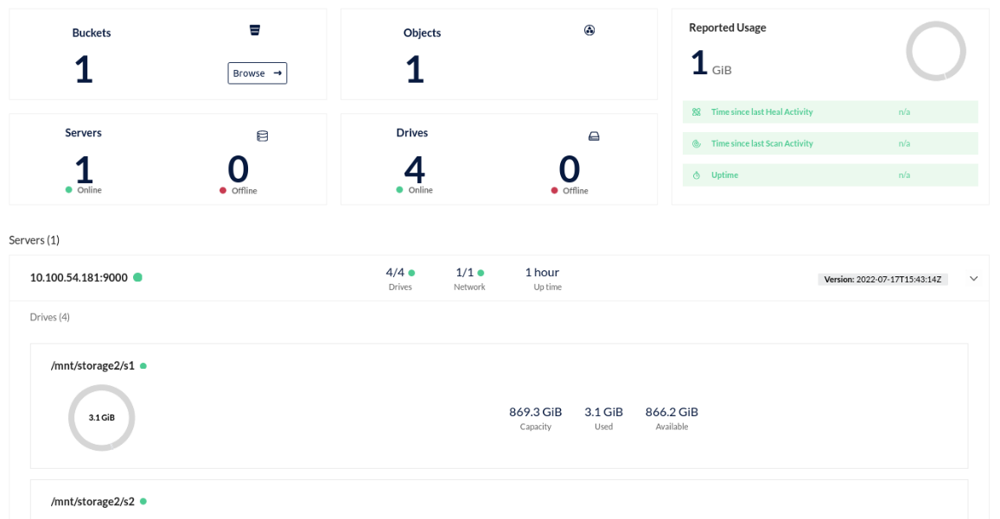 Buckets
1
Browse
Objects
1
Reported Usage
1 GiB
Time since last Heal Activity n/a
Time since last Scan Activity n/a
Uptime n/a
Servers
1 0
Online Offline
Drives
4 0
Online Offline
Servers (1)
10.100.54.181:9000 4/4 1/1 1 hour Version: 2022-07-17T15:43:14Z
Drives Network Up time
Drives (4)
/mnt/storage2/s1
3.1 GiB
869.3 GiB 3.1 GiB 866.2 GiB
Capacity Used Available
/mnt/storage2/s2